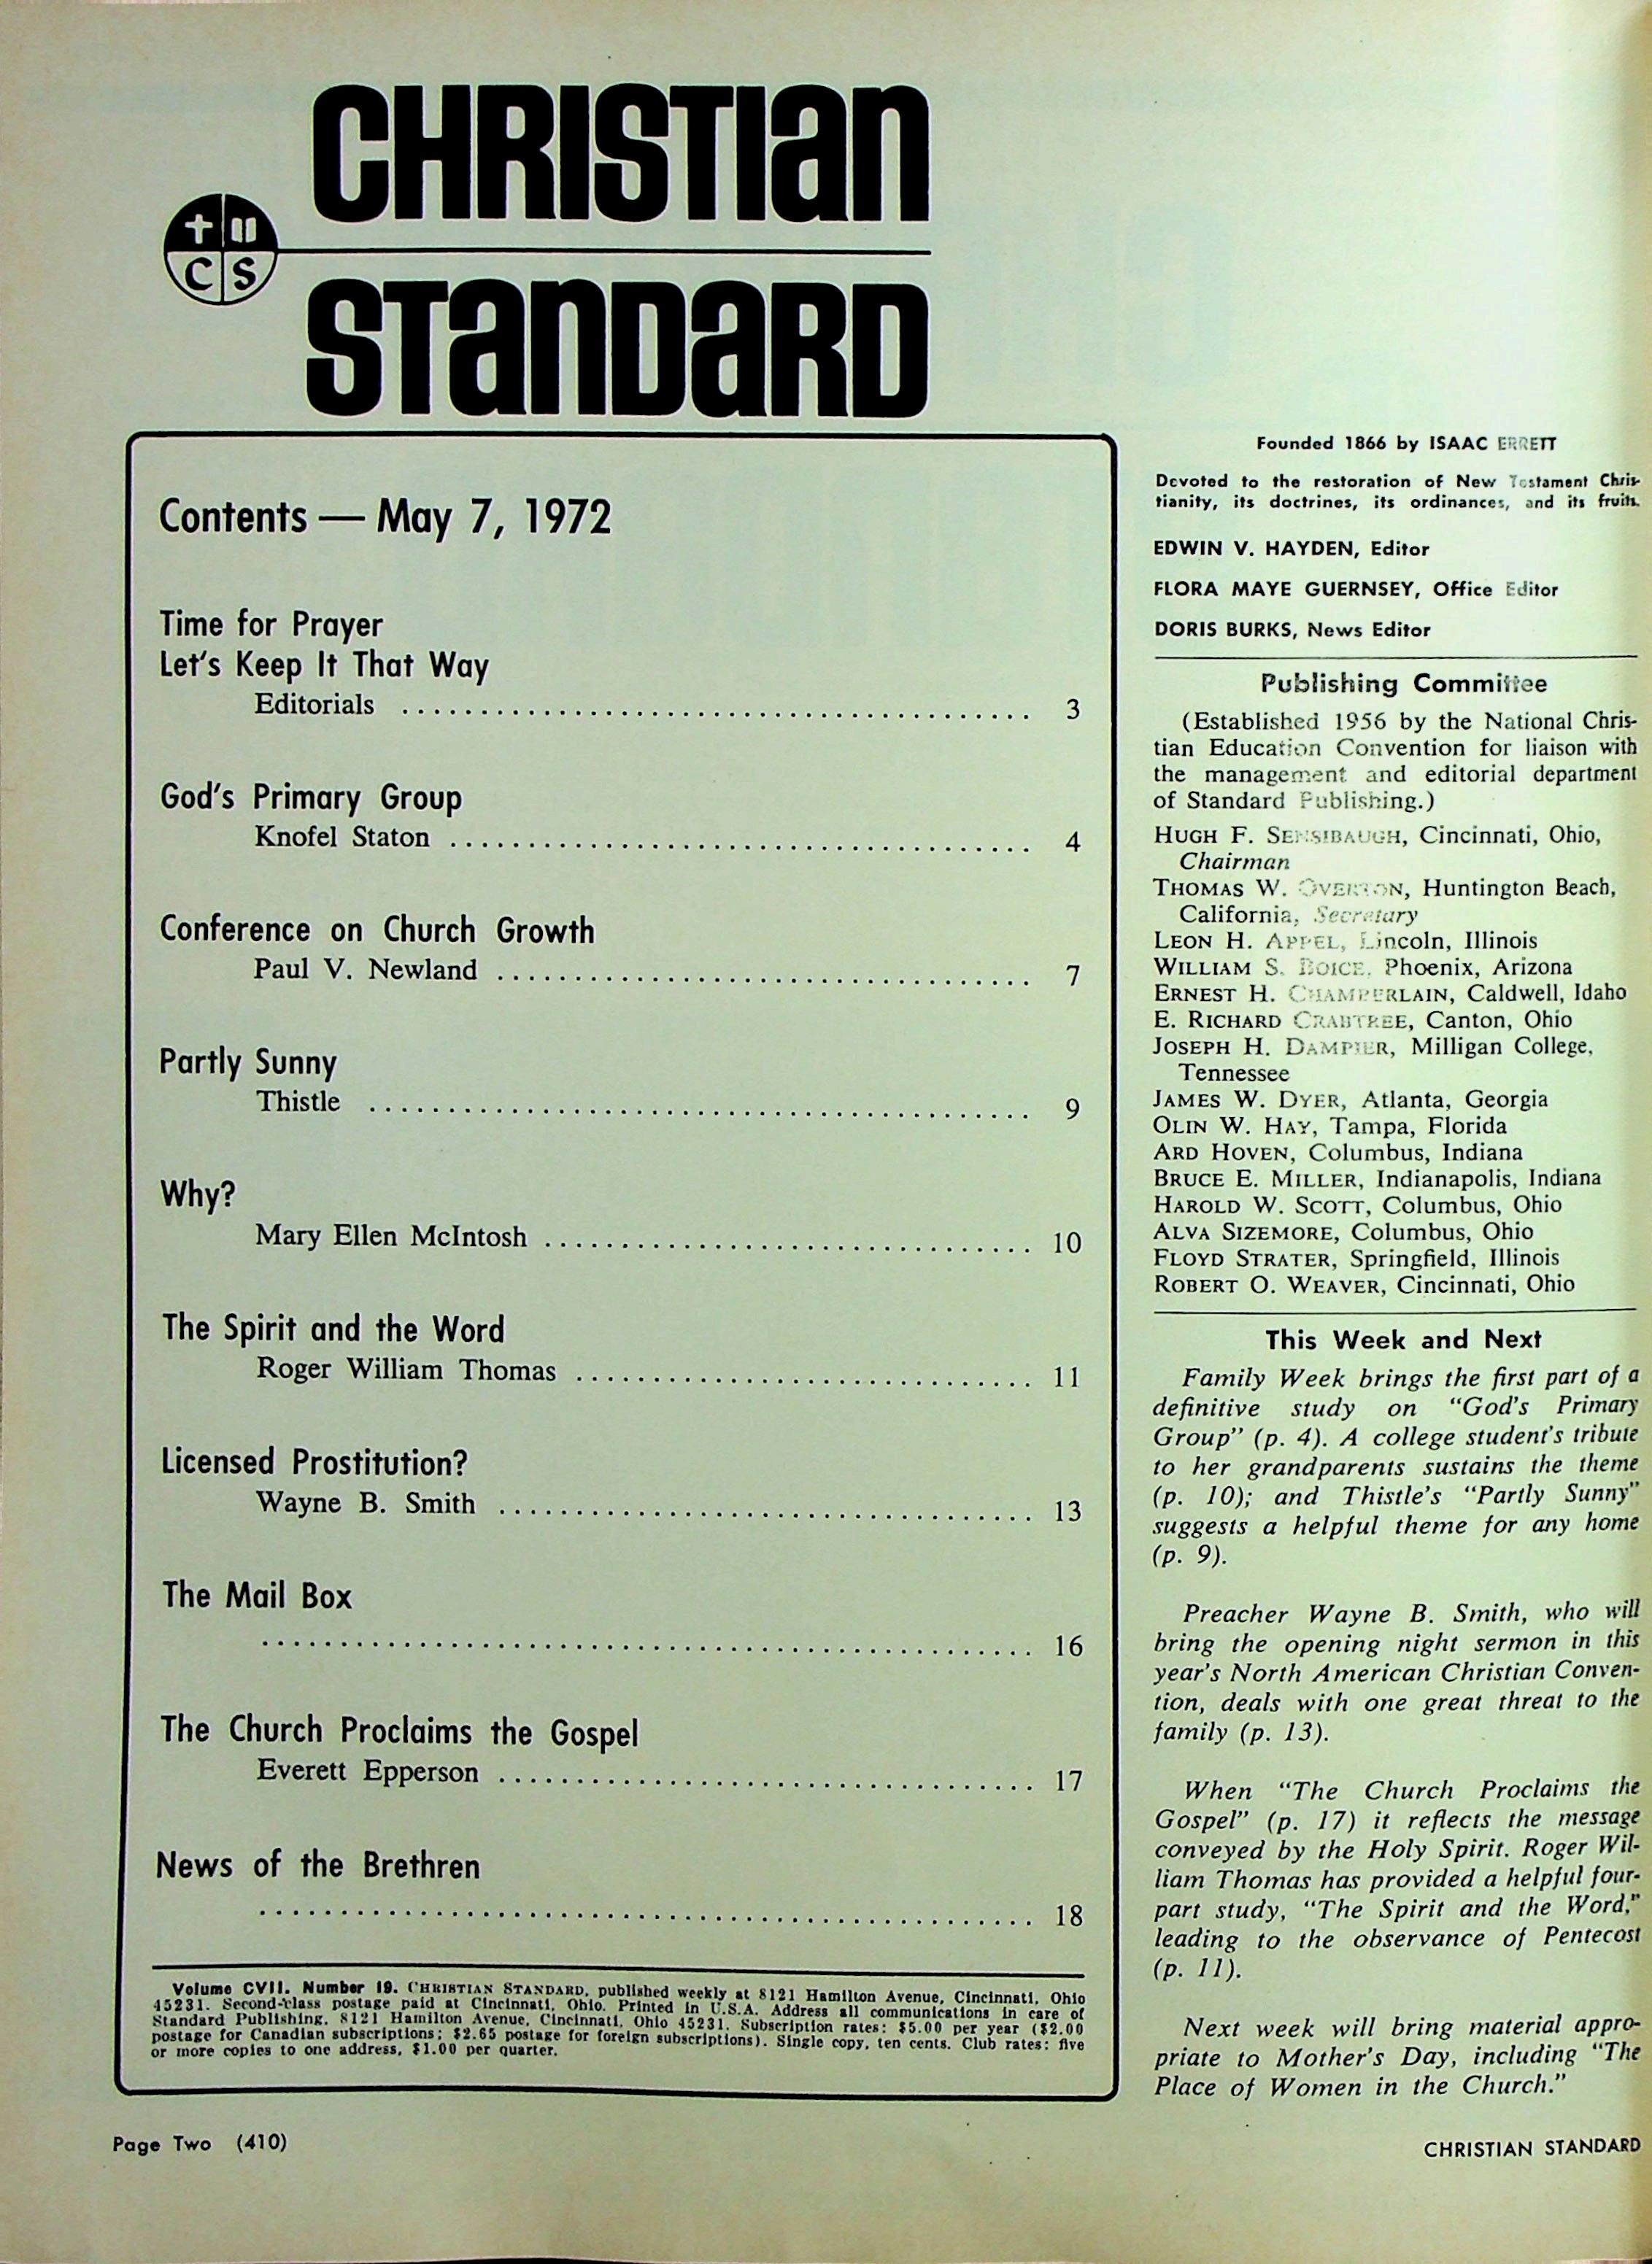 CHRISTIAN
STANDARD
C S
Contents — May 7, 1972
Time for Prayer
Let's Keep It That Way
Editorials ........................................ 3
God's Primary Group
Knofel Staton ..................................... 4
Conference on Church Growth
Paul V. Newland .................................. 7
Partly Sunny
Thistle .......................................... 9
Why?
Mary Ellen McIntosh ............................... 10
The Spirit and the Word
Roger William Thomas ............................. 11
Licensed Prostitution?
Wayne B. Smith .................................. 13
The Mail Box
................................................. 16
The Church Proclaims the Gospel
Everett Epperson .................................. 17
News of the Brethren
................................................. 18
Volume CVII. Number 19. CHRISTIAN STANDARD, published weekly at 8121 Hamilton Avenue, Cincinnati, Ohio
45231. Second-class postage paid at Cincinnati, Ohio. Printed in U.S.A. Address all communications in care of
Standard Publishing, 8121 Hamilton Avenue, Cincinnati, Ohio 45231. Subscription rates: $5.00 per year ($2.00
postage for Canadian subscriptions; $2.65 postage for foreign subscriptions). Single copy, ten cents. Club rates: five
or more copies to one address, $1.00 per quarter.
Founded 1866 by ISAAC ERRETT
Devoted to the restoration of New Testament Chris-
tianity, its doctrines, its ordinances, and its fruits.
EDWIN V. HAYDEN, Editor
FLORA MAYE GUERNSEY, Office Editor
DORIS BURKS, News Editor
Publishing Committee
(Established 1956 by the National Chris-
tian Education Convention for liaison with
the management and editorial department
of Standard Publishing.)
HUGH F. SENSIBAUGH, Cincinnati, Ohio,
Chairman
THOMAS W. OVERTON, Huntington Beach,
California, Secretary
LEON H. APPEL, Lincoln, Illinois
WILLIAM S. BOICE, Phoenix, Arizona
ERNEST H. CHAMBERLAIN, Caldwell, Idaho
E. RICHARD CRABTREE, Canton, Ohio
JOSEPH H. DAMPIER, Milligan College,
Tennessee
JAMES W. DYER, Atlanta, Georgia
OLIN W. HAY, Tampa, Florida
ARD HOVEN, Columbus, Indiana
BRUCE E. MILLER, Indianapolis, Indiana
HAROLD W. SCOTT, Columbus, Ohio
ALVA SIZEMORE, Columbus, Ohio
FLOYD STRATER, Springfield, Illinois
ROBERT O. WEAVER, Cincinnati, Ohio
This Week and Next
Family Week brings the first part of a
definitive study on “God's Primary
Group” (p. 4). A college student's tribute
to her grandparents sustains the theme
(p. 10); and Thistle's “Partly Sunny”
suggests a helpful theme for any home
(p. 9).
Preacher Wayne B. Smith, who will
bring the opening night sermon in this
year's North American Christian Conven-
tion, deals with one great threat to the
family (p. 13).
When “The Church Proclaims the
Gospel” (p. 17) it reflects the message
conveyed by the Holy Spirit. Roger Wil-
liam Thomas has provided a helpful four-
part study, “The Spirit and the Word,”
leading to the observance of Pentecost
(p. 11).
Next week will bring material appro-
priate to Mother's Day, including “The
Place of Women in the Church.”
Page Two (410)
CHRISTIAN STANDARD